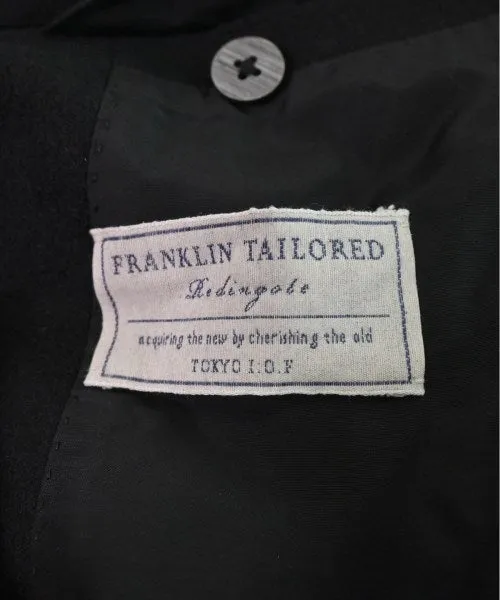 FRANKLIN TAILORED
Redingote
acquiring the new by cherishing the old
TOKYO I.O.F